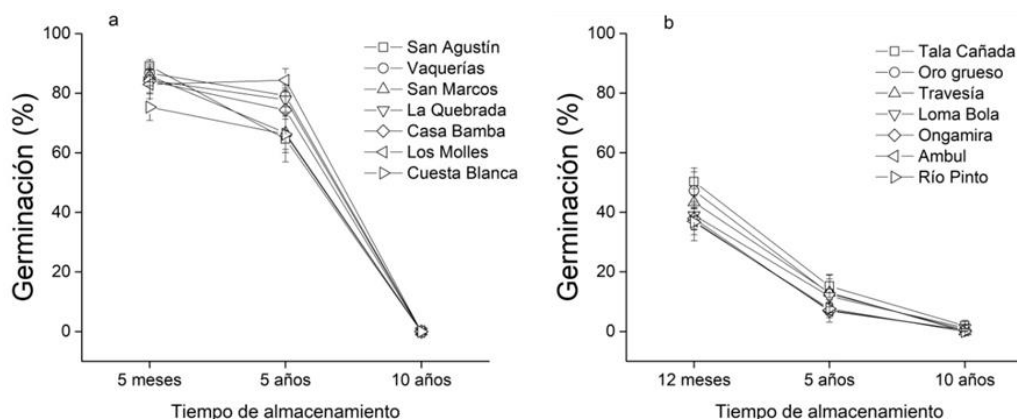 a
San Agustín
Vaquerías
San Marcos
La Quebrada
Casa Bamba
Los Molles
Cuesta Blanca
Germinación (%)
100
80
60
40
20
0
5 meses
5 años
10 años
Tiempo de almacenamiento
b
Tala Cañada
Oro grueso
Travesía
Loma Bola
Ongamira
Ambul
Río Pinto
Germinación (%)
100
80
60
40
20
0
12 meses
5 años
10 años
Tiempo de almacenamiento